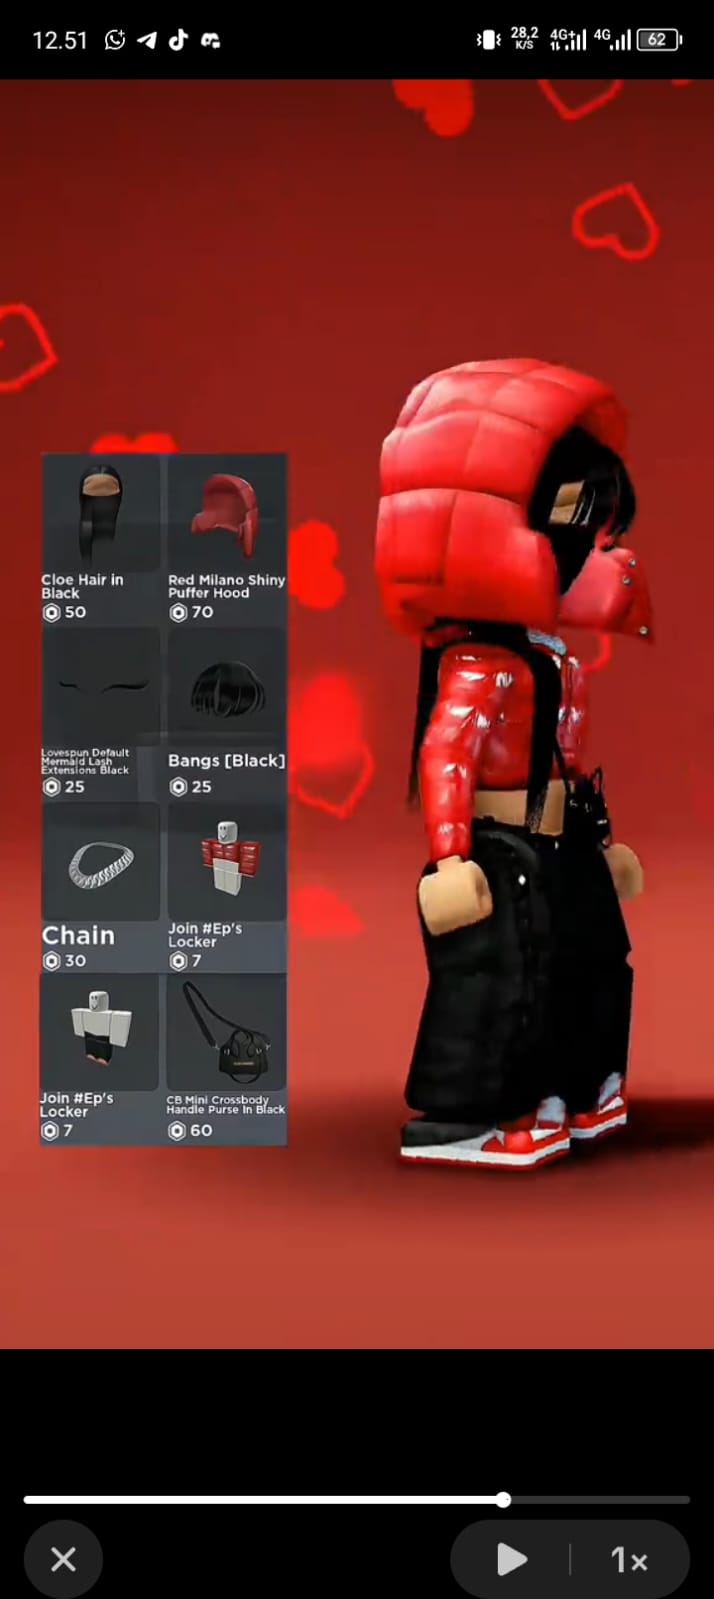 12.51
28,2
K/S
4G+
4G
62
Cloe Hair in
Black
50
Red Milano Shiny
Puffer Hood
70
Lovespun Default
Mermaid Lash
Extensions Black
25
Bangs [Black]
25
Chain
30
Join #Ep's
Locker
7
Join #Ep's
Locker
7
CB Mini Crossbody
Handle Purse In Black
60
1×